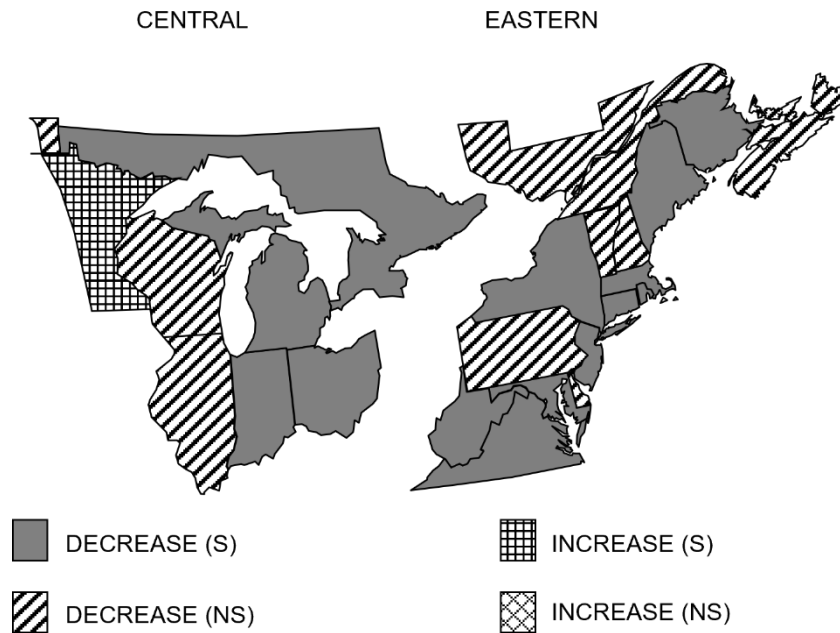 CENTRAL
EASTERN
DECREASE (S)
INCREASE (S)
DECREASE (NS)
INCREASE (NS)